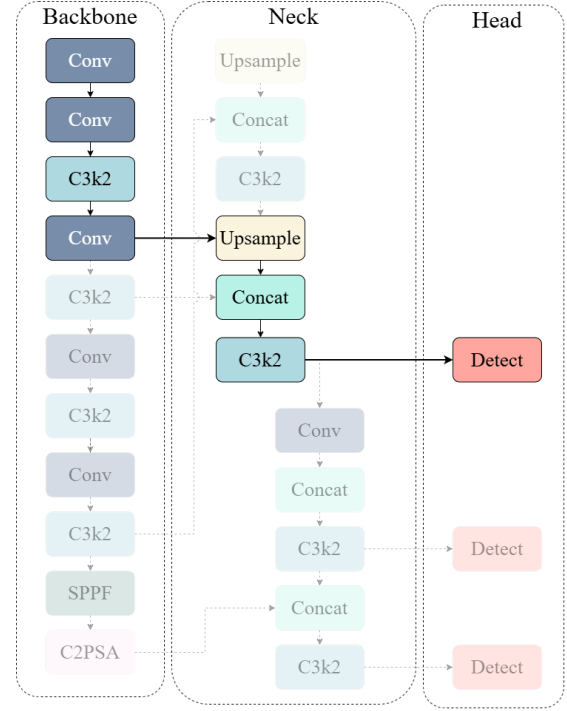 Backbone
Conv
Conv
C3k2
Conv
C3k2
Conv
C3k2
Conv
C3k2
SPPF
C2PSA
Neck
Upsample
Concat
C3k2
Upsample
Concat
C3k2
Conv
Concat
C3k2
Concat
C3k2
Head
Detect
Detect
Detect